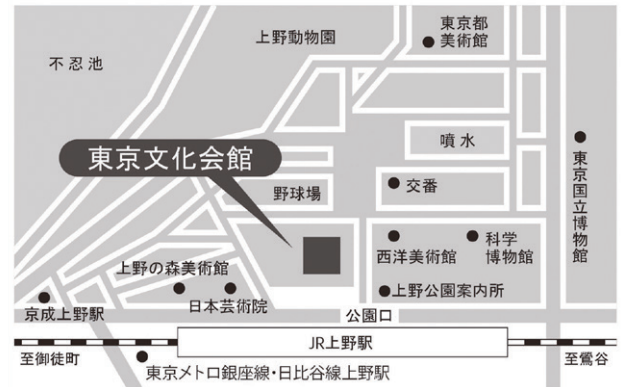 東京都
美術館
上野動物園
不忍池
噴水
東京文化会館
東京国立博物館
交番
野球場
西洋美術館
科学
博物館
上野の森美術館
上野公園案内所
日本芸術院
京成上野駅
公園口
JR上野駅
至御徒町
至鶯谷
東京メトロ銀座線・日比谷線上野駅